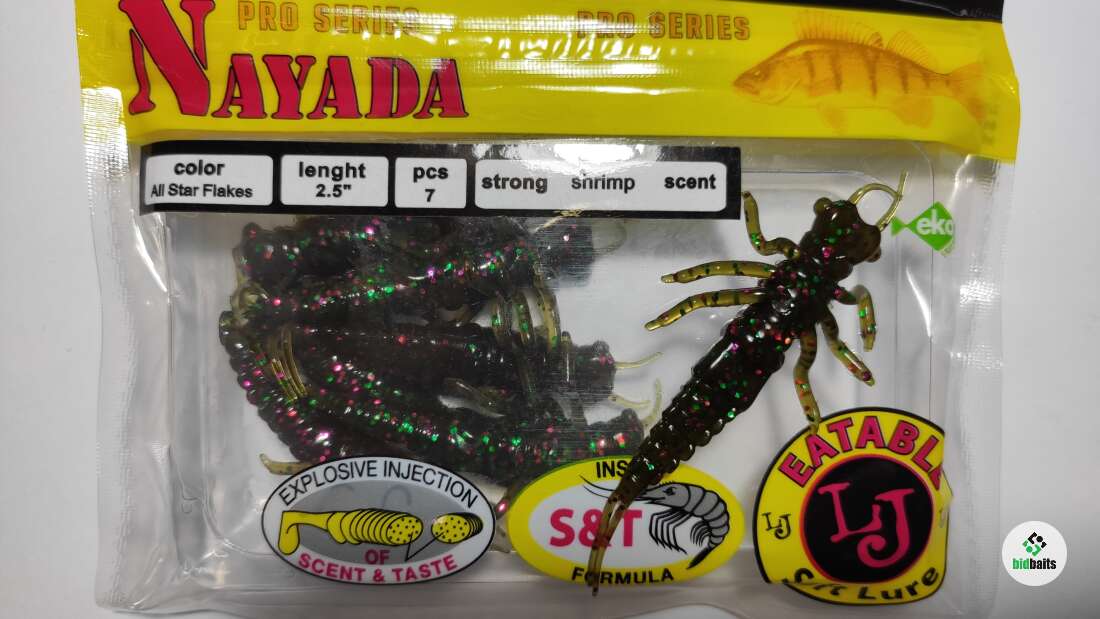 PRO SERIES
PRO SERIES
NAYADA
color
All Star Flakes
lenght
2.5"
pcs
7
strong shrimp scent
eko
EXPLOSIVE INJECTION
OF
SCENT & TASTE
S&T
FORMULA
EATABLE
LJ
LJ
Lure
bidbaits